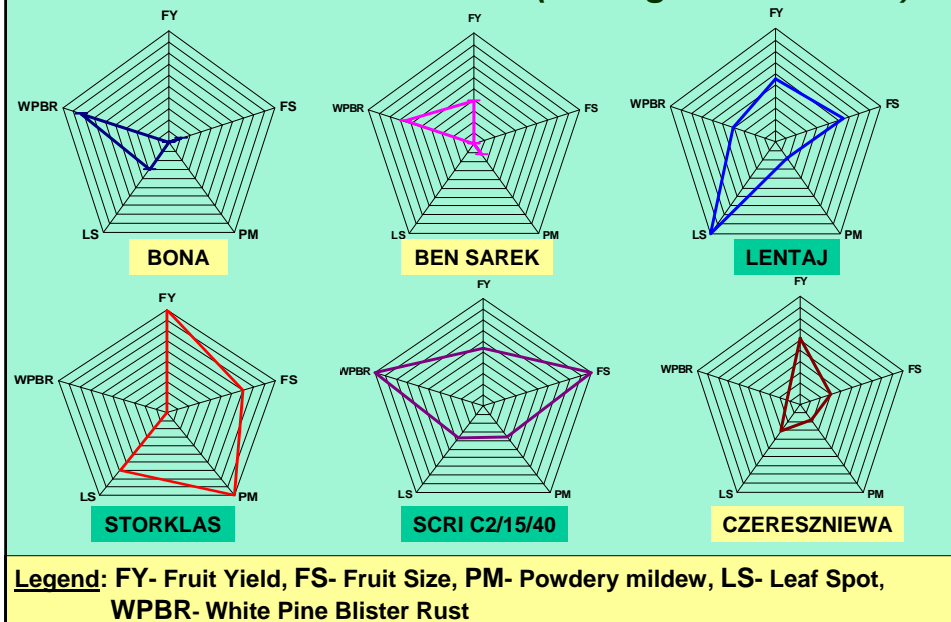 FY
FS
PM
LS
WPBR
BONA
FY
FS
PM
LS
WPBR
BEN SAREK
FY
FS
PM
LS
WPBR
LENTAJ
FY
FS
PM
LS
WPBR
STORKLAS
FY
FS
PM
LS
WPBR
SCRI C2/15/40
FY
FS
PM
LS
WPBR
CZERESZNIEWA
Legend: FY- Fruit Yield, FS- Fruit Size, PM- Powdery mildew, LS- Leaf Spot,
WPBR- White Pine Blister Rust